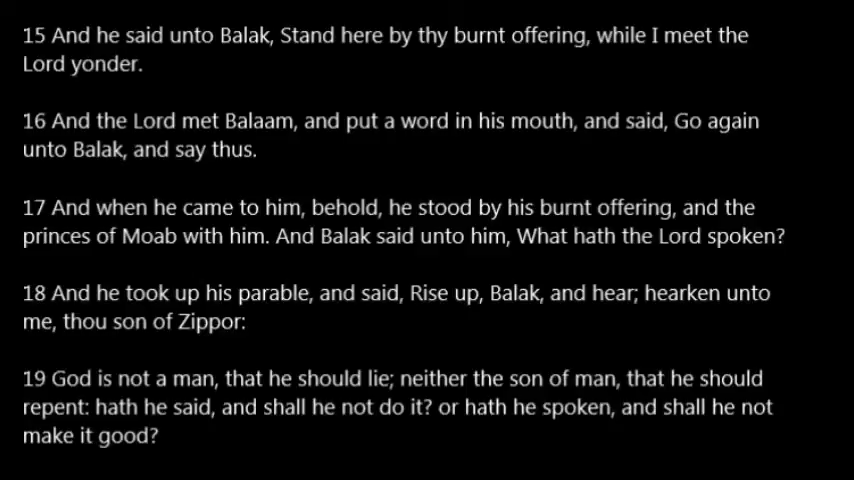 15 And he said unto Balak, Stand here by thy burnt offering, while I meet the
Lord yonder.
16 And the Lord met Balaam, and put a word in his mouth, and said, Go again
unto Balak, and say thus.
17 And when he came to him, behold, he stood by his burnt offering, and the
princes of Moab with him. And Balak said unto him, What hath the Lord spoken?
18 And he took up his parable, and said, Rise up, Balak, and hear; hearken unto
me, thou son of Zippor:
19 God is not a man, that he should lie; neither the son of man, that he should
repent: hath he said, and shall he not do it? or hath he spoken, and shall he not
make it good?